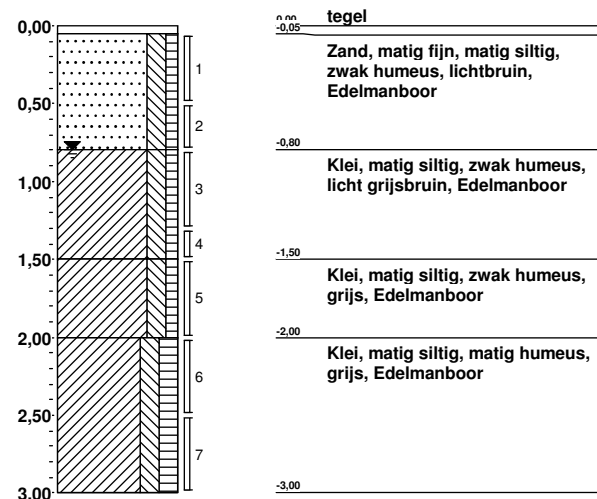 0,00
0,50
1,00
1,50
2,00
2,50
3,00
1
2
3
4
5
6
7
0,00
tegel
-0,05
Zand, matig fijn, matig siltig,
zwak humeus, lichtbruin,
Edelmanboor
-0,80
Klei, matig siltig, zwak humeus,
licht grijsbruin, Edelmanboor
-1,50
Klei, matig siltig, zwak humeus,
grijs, Edelmanboor
-2,00
Klei, matig siltig, matig humeus,
grijs, Edelmanboor
-3,00